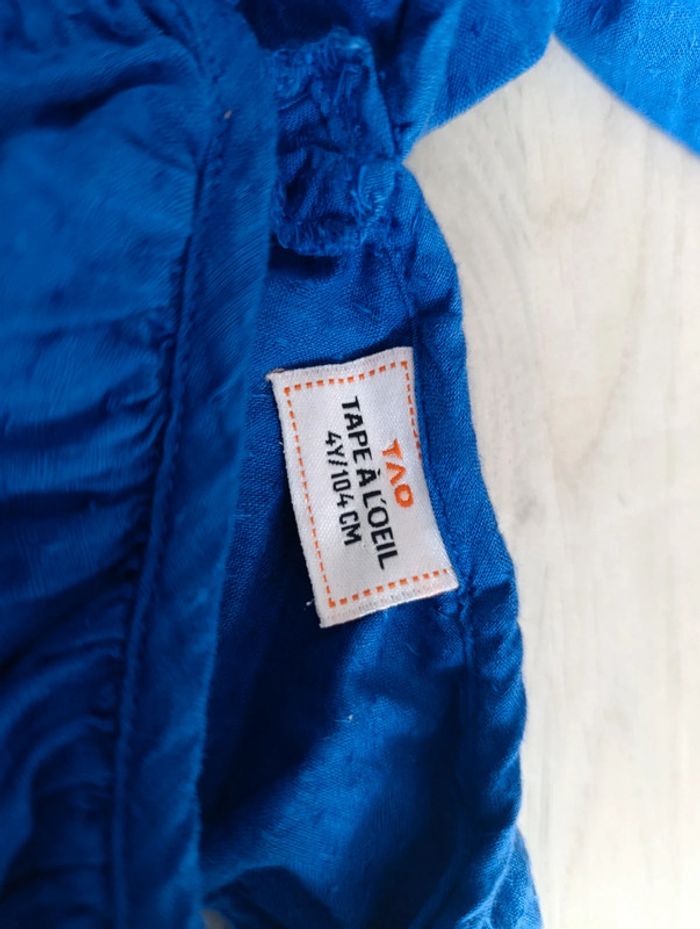 TAO
TAPE À L'OEIL
4Y/104 CM